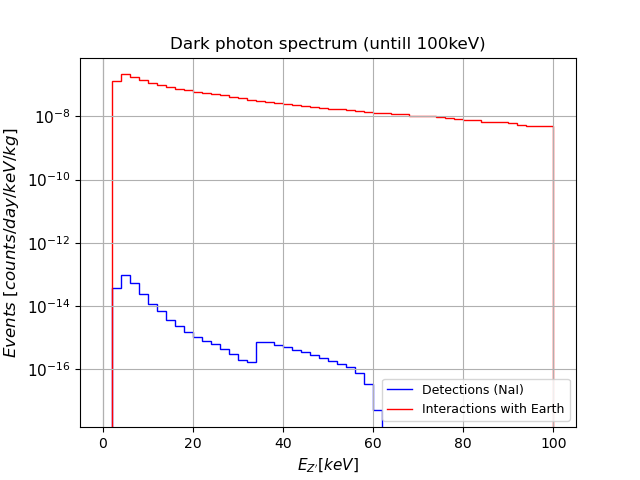 Dark photon spectrum (untill 100keV)
Events [counts/day/keV/kg]
10⁻⁸
10⁻¹⁰
10⁻¹²
10⁻¹⁴
10⁻¹⁶
Detections (NaI)
Interactions with Earth
0 20 40 60 80 100
E_Z' [keV]